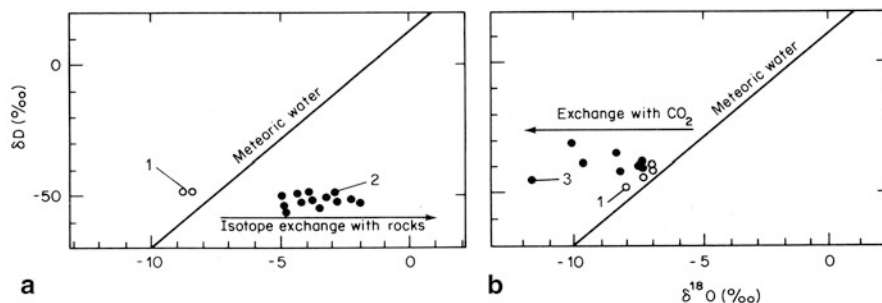 0
-50
δD (‰)
Meteoric water
1
2
Isotope exchange with rocks
-10
-5
0
a
Meteoric water
Exchange with CO₂
3
1
-10
-5
0
b
δ¹⁸O (‰)